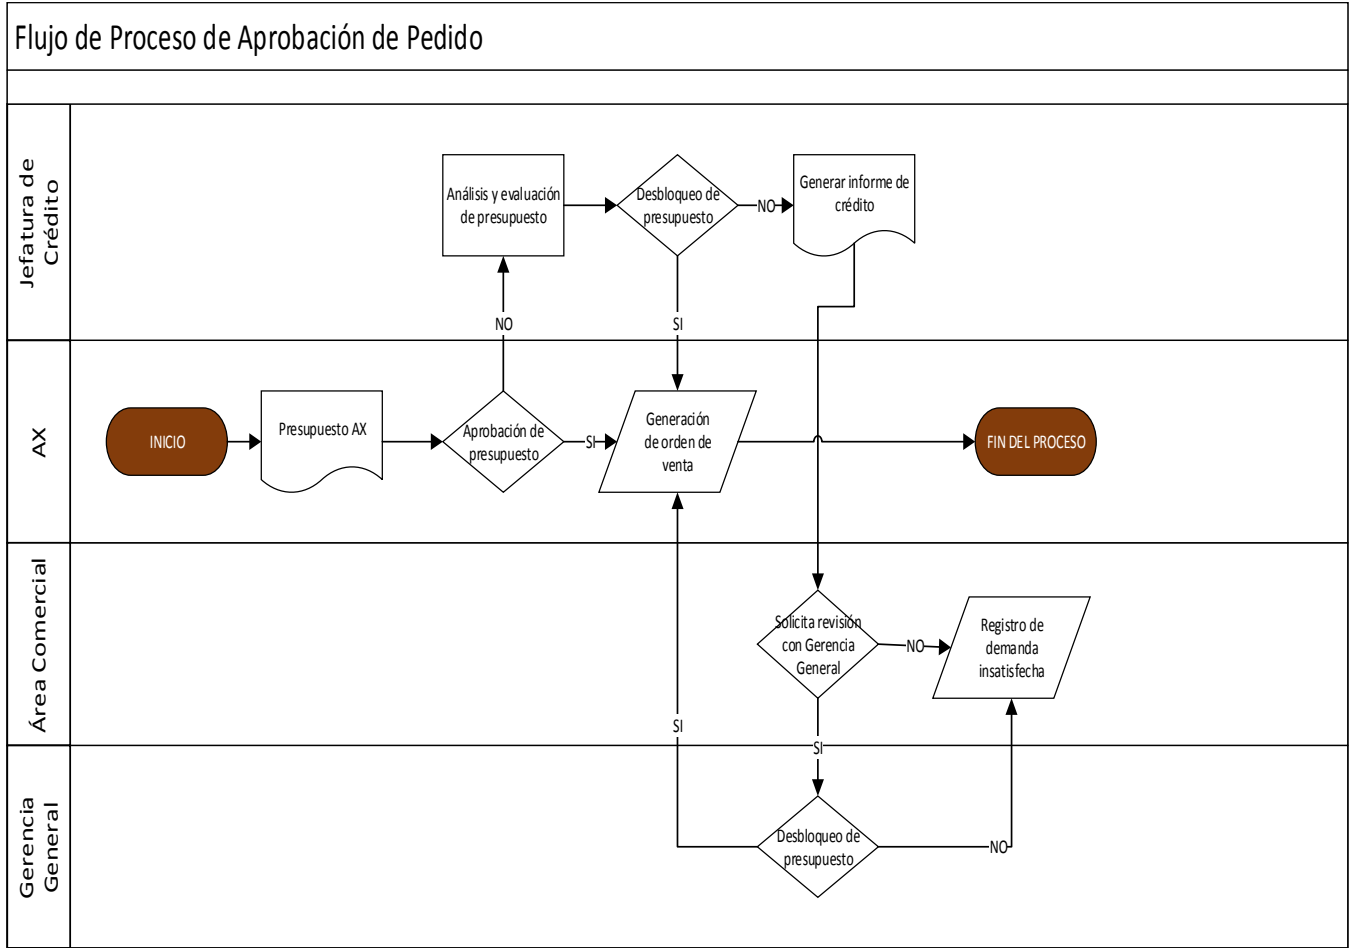 Flujo de Proceso de Aprobación de Pedido
Jefatura de
Crédito
Análisis y evaluación
de presupuesto
Desbloqueo de
presupuesto
NO
Generar informe de
crédito
NO
SI
AX
INICIO
Presupuesto AX
Aprobación de
presupuesto
SI
Generación
de orden de
venta
FIN DEL PROCESO
Área Comercial
Solicita revisión
con Gerencia
General
NO
Registro de
demanda
insatisfecha
SI
SI
Gerencia
General
Desbloqueo de
presupuesto
NO